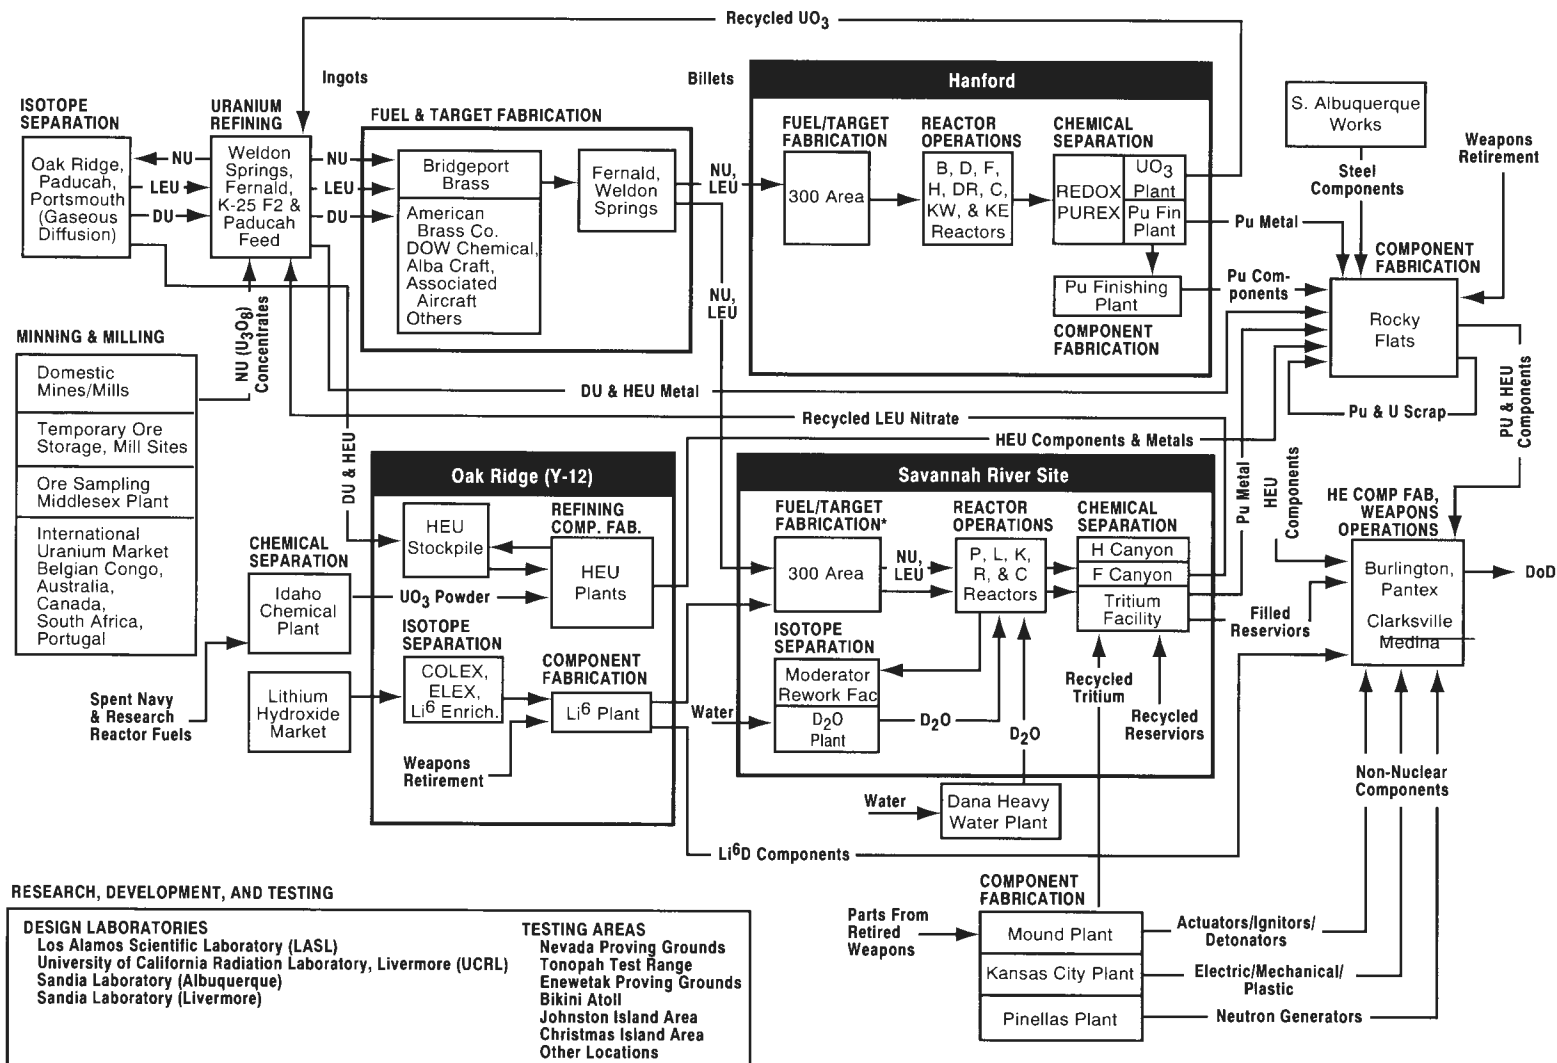 Recycled UO3
Ingots
Billets
ISOTOPE
SEPARATION
Oak Ridge,
Paducah,
Portsmouth
(Gaseous
Diffusion)
NU
LEU
DU
URANIUM
REFINING
Weldon
Springs,
Fernald,
K-25 F2 &
Paducah
Feed
NU
LEU
DU
FUEL & TARGET FABRICATION
Bridgeport
Brass
American
Brass Co.
DOW Chemical,
Alba Craft,
Associated
Aircraft
Others
Fernald,
Weldon
Springs
NU,
LEU
NU,
LEU
Hanford
FUEL/TARGET
FABRICATION
300 Area
REACTOR
OPERATIONS
B, D, F,
H, DR, C,
KW, & KE
Reactors
CHEMICAL
SEPARATION
REDOX
PUREX
UO3
Plant
Pu Fin
Plant
Pu Finishing
Plant
COMPONENT
FABRICATION
S. Albuquerque
Works
Steel
Components
Weapons
Retirement
Pu Metal
Pu Com-
ponents
COMPONENT
FABRICATION
Rocky
Flats
Pu & U Scrap
PU & HEU
Components
MINNING & MILLING
Domestic
Mines/Mills
Temporary Ore
Storage, Mill Sites
Ore Sampling
Middlesex Plant
International
Uranium Market
Belgian Congo,
Australia,
Canada,
South Africa,
Portugal
NU (U3O8)
Concentrates
DU & HEU Metal
Recycled LEU Nitrate
HEU Components & Metals
DU & HEU
CHEMICAL
SEPARATION
Idaho
Chemical
Plant
Spent Navy
& Research
Reactor Fuels
Lithium
Hydroxide
Market
Oak Ridge (Y-12)
HEU
Stockpile
REFINING
COMP. FAB.
HEU
Plants
UO3 Powder
ISOTOPE
SEPARATION
COLEX,
ELEX,
Li6 Enrich.
COMPONENT
FABRICATION
Li6 Plant
Weapons
Retirement
Savannah River Site
FUEL/TARGET
FABRICATION*
300 Area
NU,
LEU
REACTOR
OPERATIONS
P, L, K,
R, & C
Reactors
CHEMICAL
SEPARATION
H Canyon
F Canyon
Tritium
Facility
ISOTOPE
SEPARATION
Moderator
Rework Fac
D2O
Plant
Water
D2O
D2O
Recycled
Tritium
Recycled
Reserviors
Water
Dana Heavy
Water Plant
Li6D Components
Pu Metal
HEU
Components
Filled
Reserviors
HE COMP FAB,
WEAPONS
OPERATIONS
Burlington,
Pantex
Clarksville
Medina
DoD
Non-Nuclear
Components
COMPONENT
FABRICATION
Parts From
Retired
Weapons
Mound Plant
Kansas City Plant
Pinellas Plant
Actuators/Ignitors/
Detonators
Electric/Mechanical/
Plastic
Neutron Generators
RESEARCH, DEVELOPMENT, AND TESTING
DESIGN LABORATORIES
Los Alamos Scientific Laboratory (LASL)
University of California Radiation Laboratory, Livermore (UCRL)
Sandia Laboratory (Albuquerque)
Sandia Laboratory (Livermore)
TESTING AREAS
Nevada Proving Grounds
Tonopah Test Range
Enewetak Proving Grounds
Bikini Atoll
Johnston Island Area
Christmas Island Area
Other Locations